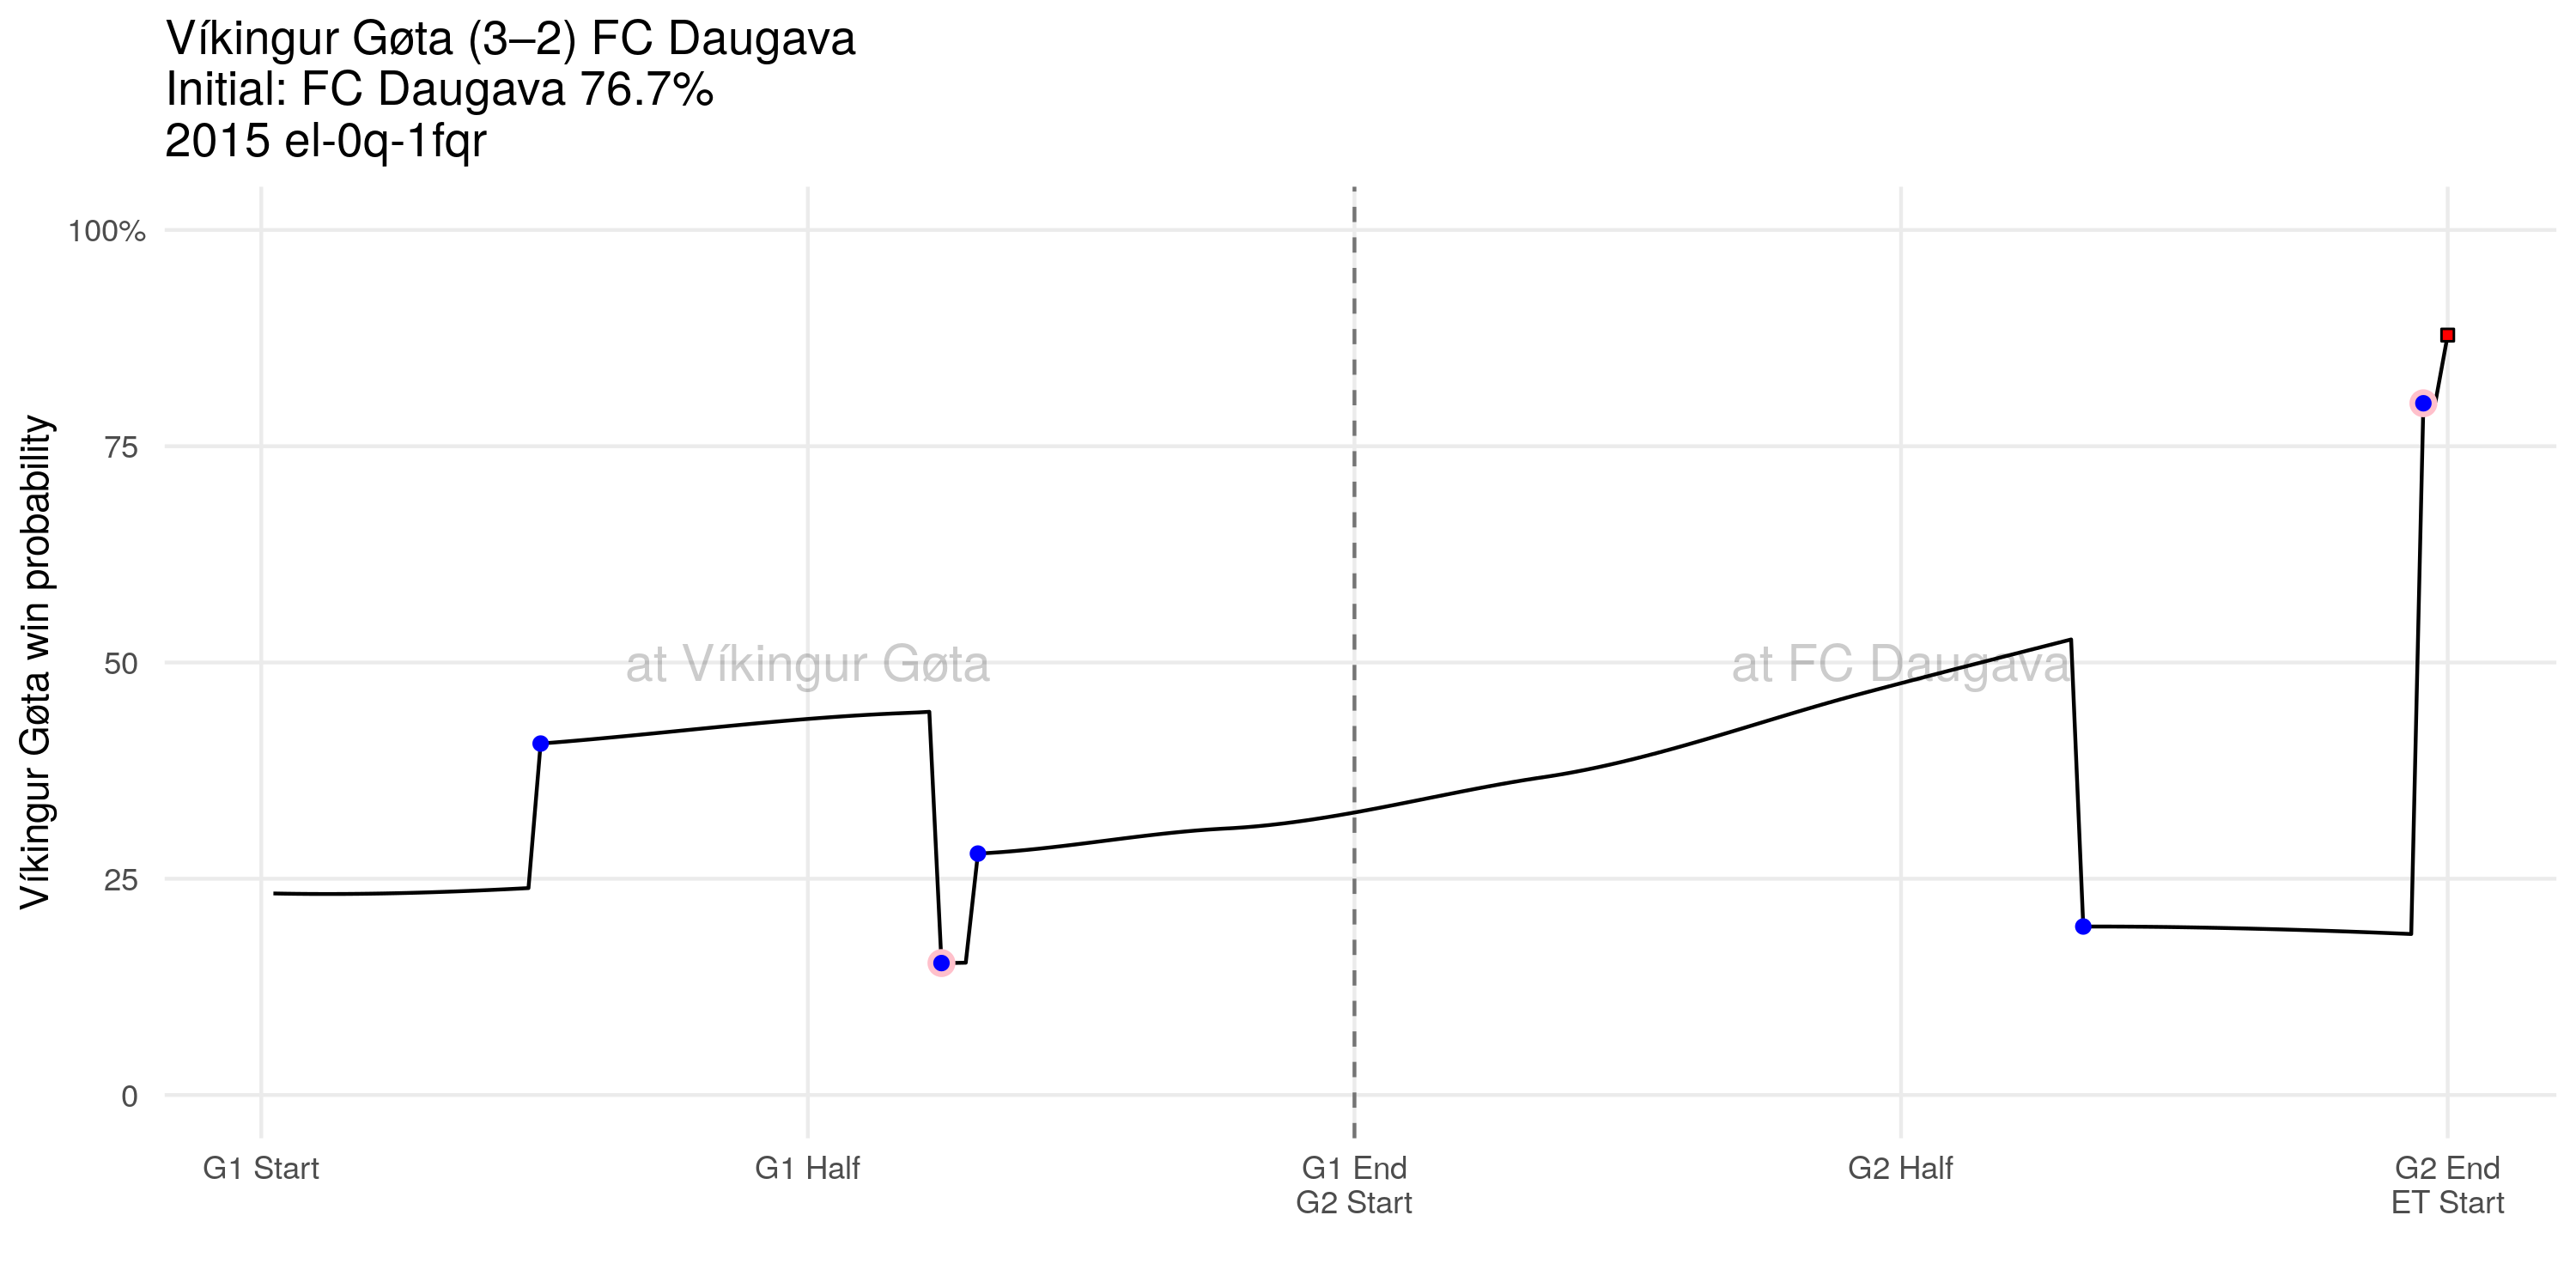 Víkingur Gøta (3–2) FC Daugava
Initial: FC Daugava 76.7%
2015 el-0q-1fqr
Víkingur Gøta win probability
100%
75
50
25
0
at Víkingur Gøta
at FC Daugava
G1 Start
G1 Half
G1 End
G2 Start
G2 Half
G2 End
ET Start